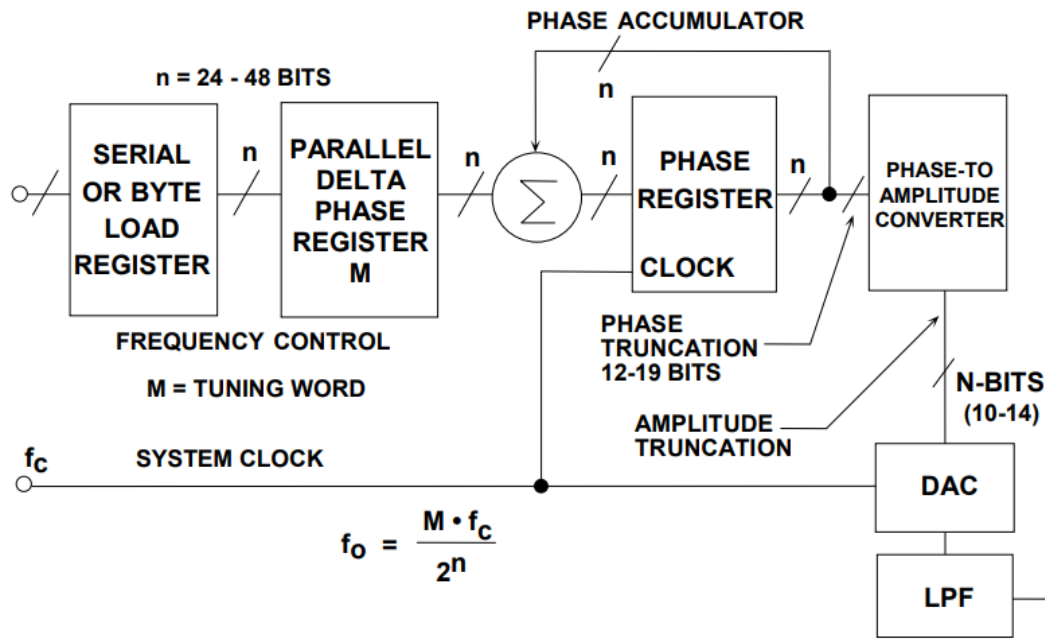 PHASE ACCUMULATOR
n = 24 - 48 BITS
n
SERIAL
OR BYTE
LOAD
REGISTER
n
PARALLEL
DELTA
PHASE
REGISTER
M
n
Σ
n
PHASE
REGISTER
CLOCK
n
PHASE-TO
AMPLITUDE
CONVERTER
FREQUENCY CONTROL
M = TUNING WORD
PHASE
TRUNCATION
12-19 BITS
AMPLITUDE
TRUNCATION
N-BITS
(10-14)
fc
SYSTEM CLOCK
DAC
fo = M • fc
2n
LPF